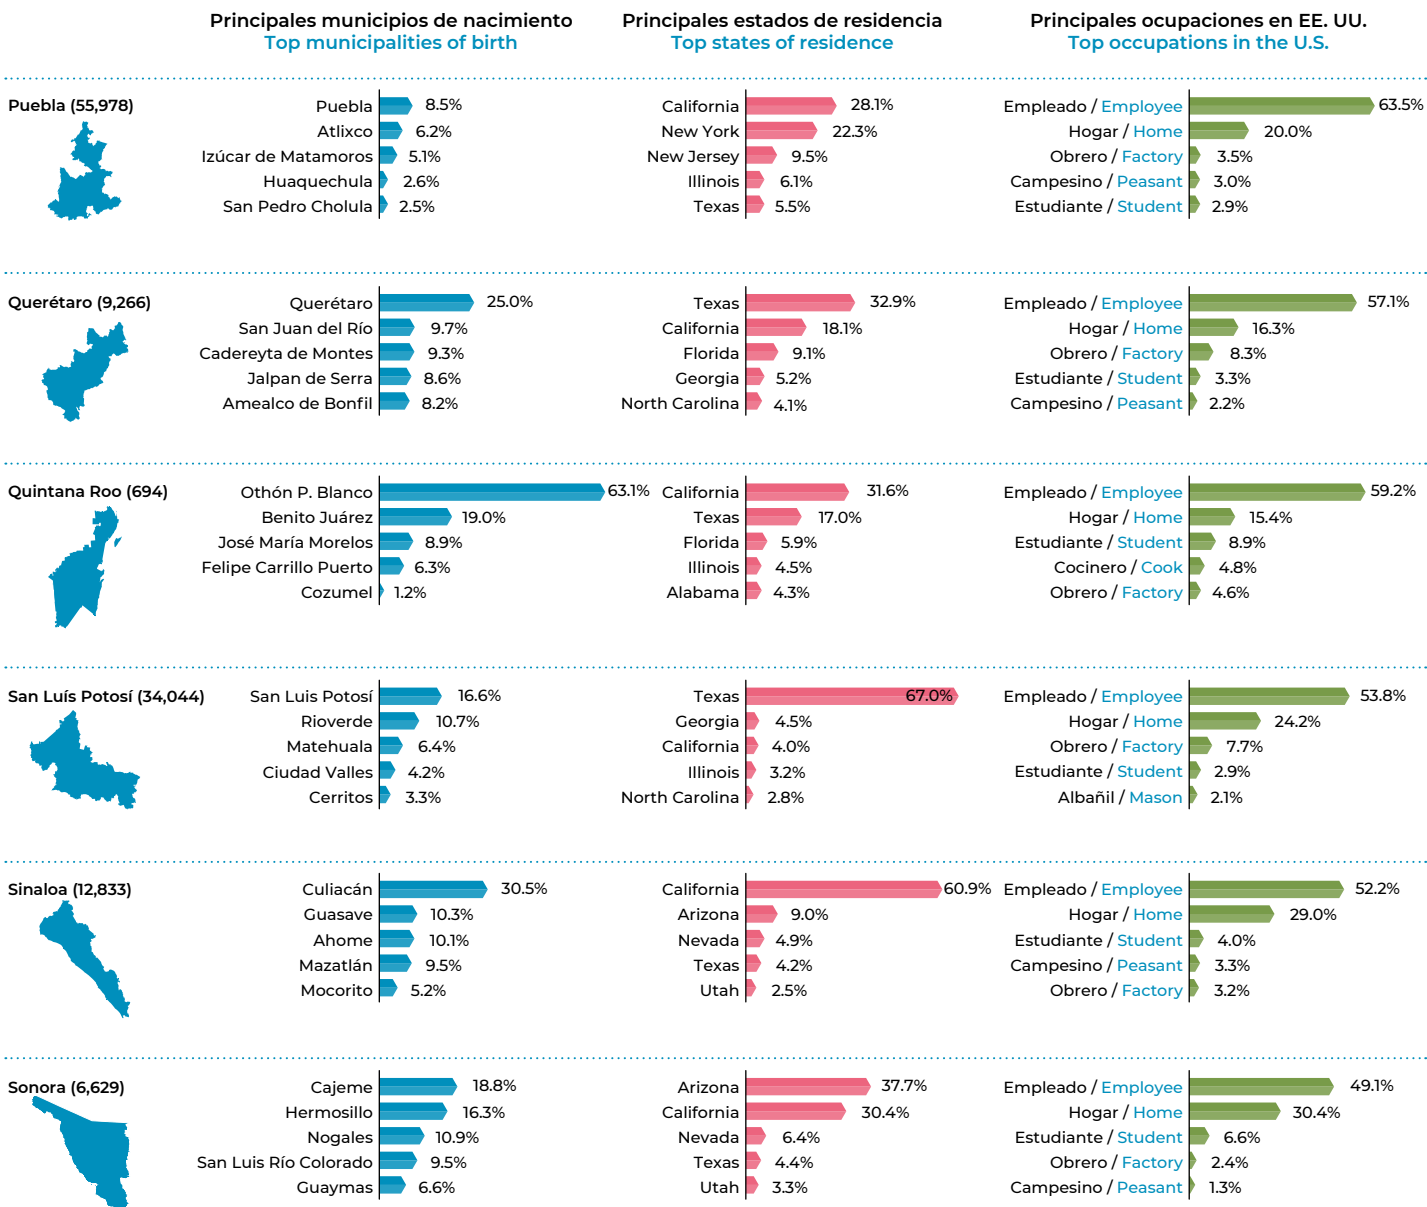 Principales municipios de nacimiento Principales estados de residencia Principales ocupaciones en EE. UU.
Top municipalities of birth Top states of residence Top occupations in the U.S.
Puebla (55,978) Puebla 8.5% California 28.1% Empleado / Employee 63.5%
Atlixco 6.2% New York 22.3% Hogar / Home 20.0%
Izúcar de Matamoros 5.1% New Jersey 9.5% Obrero / Factory 3.5%
Huaquechula 2.6% Illinois 6.1% Campesino / Peasant 3.0%
San Pedro Cholula 2.5% Texas 5.5% Estudiante / Student 2.9%
Querétaro (9,266) Querétaro 25.0% Texas 32.9% Empleado / Employee 57.1%
San Juan del Río 9.7% California 18.1% Hogar / Home 16.3%
Cadereyta de Montes 9.3% Florida 9.1% Obrero / Factory 8.3%
Jalpan de Serra 8.6% Georgia 5.2% Estudiante / Student 3.3%
Amealco de Bonfil 8.2% North Carolina 4.1% Campesino / Peasant 2.2%
Quintana Roo (694) Othón P. Blanco 63.1% California 31.6% Empleado / Employee 59.2%
Benito Juárez 19.0% Texas 17.0% Hogar / Home 15.4%
José María Morelos 8.9% Florida 5.9% Estudiante / Student 8.9%
Felipe Carrillo Puerto 6.3% Illinois 4.5% Cocinero / Cook 4.8%
Cozumel 1.2% Alabama 4.3% Obrero / Factory 4.6%
San Luís Potosí (34,044) San Luis Potosí 16.6% Texas 67.0% Empleado / Employee 53.8%
Rioverde 10.7% Georgia 4.5% Hogar / Home 24.2%
Matehuala 6.4% California 4.0% Obrero / Factory 7.7%
Ciudad Valles 4.2% Illinois 3.2% Estudiante / Student 2.9%
Cerritos 3.3% North Carolina 2.8% Albañil / Mason 2.1%
Sinaloa (12,833) Culiacán 30.5% California 60.9% Empleado / Employee 52.2%
Guasave 10.3% Arizona 9.0% Hogar / Home 29.0%
Ahome 10.1% Nevada 4.9% Estudiante / Student 4.0%
Mazatlán 9.5% Texas 4.2% Campesino / Peasant 3.3%
Mocorito 5.2% Utah 2.5% Obrero / Factory 3.2%
Sonora (6,629) Cajeme 18.8% Arizona 37.7% Empleado / Employee 49.1%
Hermosillo 16.3% California 30.4% Hogar / Home 30.4%
Nogales 10.9% Nevada 6.4% Estudiante / Student 6.6%
San Luis Río Colorado 9.5% Texas 4.4% Obrero / Factory 2.4%
Guaymas 6.6% Utah 3.3% Campesino / Peasant 1.3%